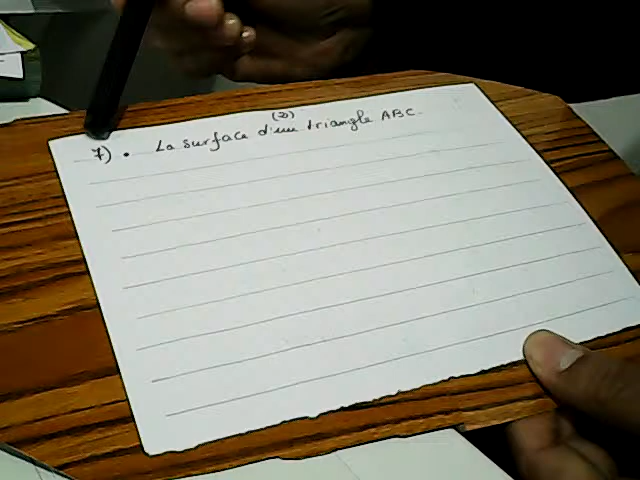 (2)
7) • La surface d'un triangle ABC.